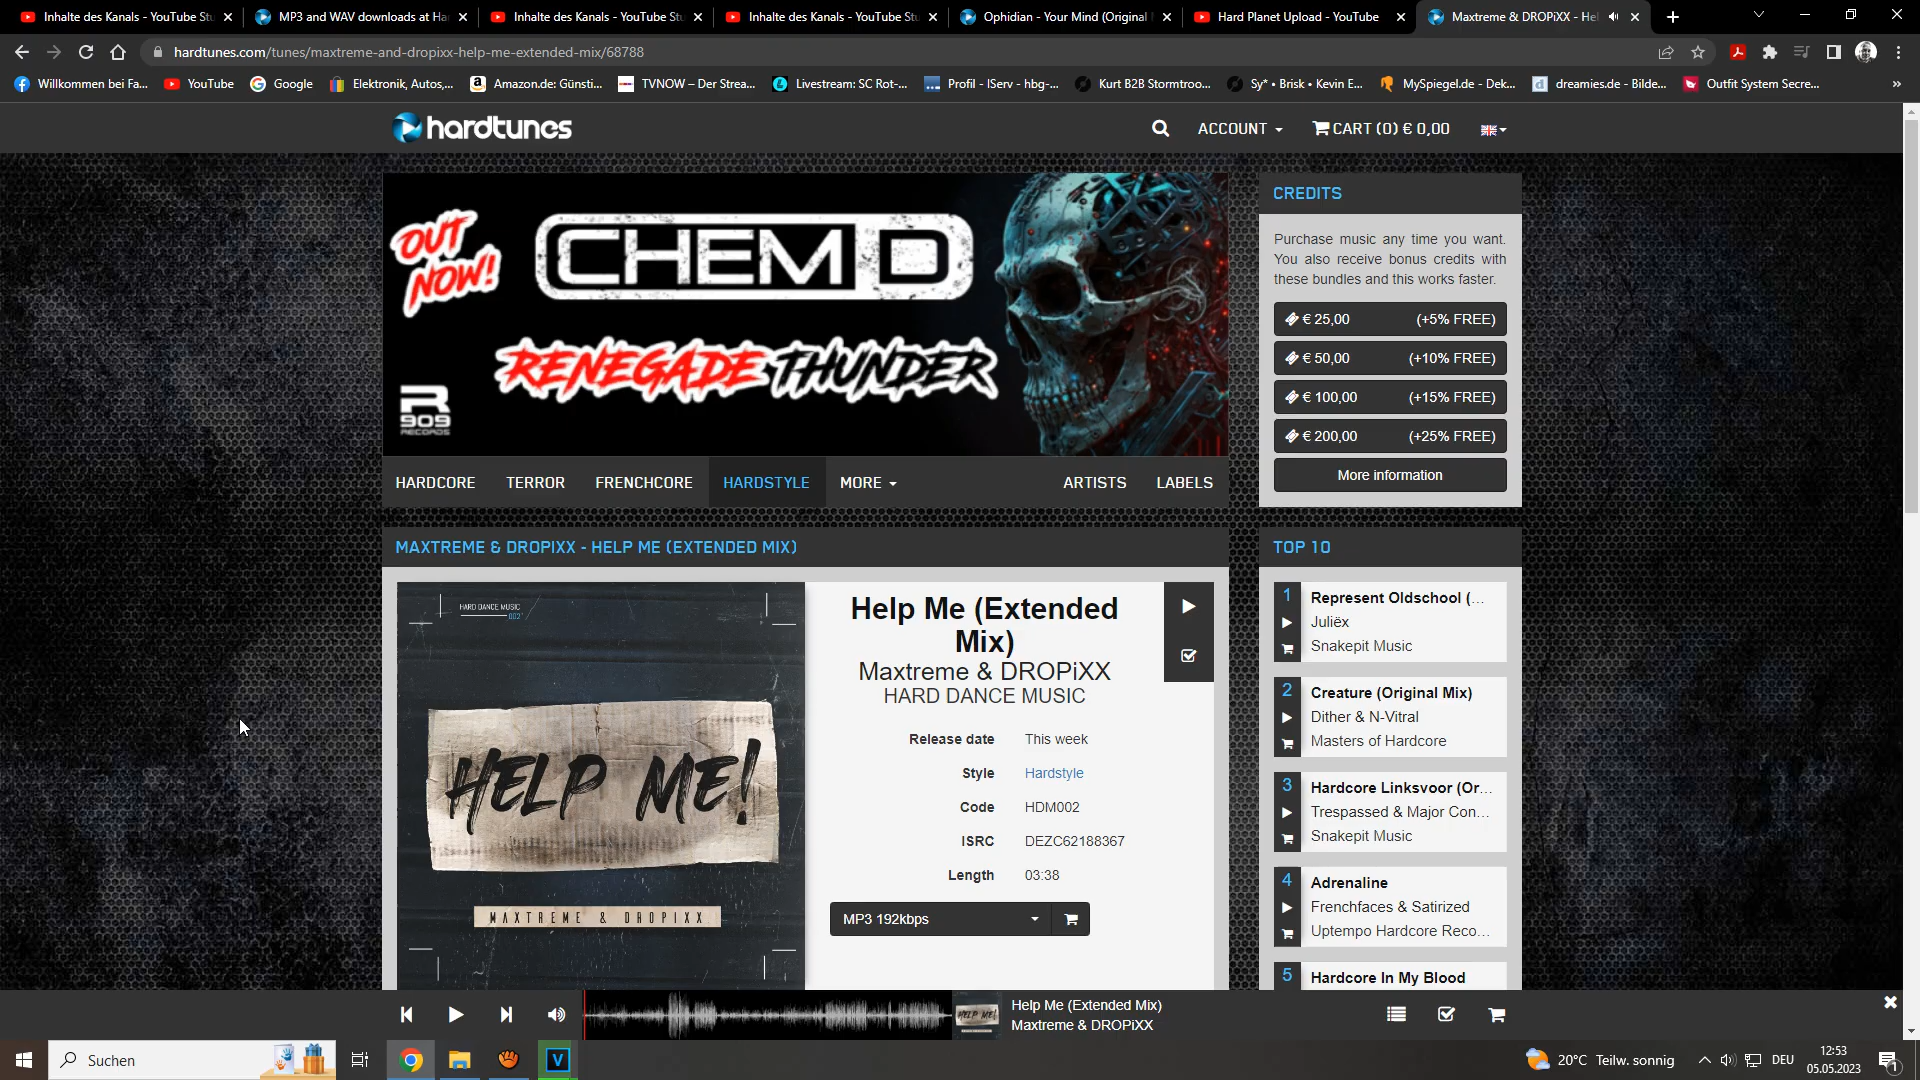 Inhalte des Kanals - YouTube Stu
MP3 and WAV downloads at Ha
Inhalte des Kanals - YouTube Stu
Inhalte des Kanals - YouTube Stu
Ophidian - Your Mind (Original
Hard Planet Upload - YouTube
Maxtreme & DROPiXX - Hel
hardtunes.com/tunes/maxtreme-and-dropixx-help-me-extended-mix/68788
Willkommen bei Fa...
YouTube
Google
Elektronik, Autos,...
Amazon.de: Günsti...
TVNOW – Der Strea...
Livestream: SC Rot-...
Profil - IServ - hbg-...
Kurt B2B Stormtroo...
Sy* • Brisk • Kevin E...
MySpiegel.de - Dek...
dreamies.de - Bilde...
Outfit System Secre...
hardtunes
ACCOUNT
CART (0) € 0,00
OUT NOW!
CHEM D
RENEGADE THUNDER
R
909
RECORDS
CREDITS
Purchase music any time you want.
You also receive bonus credits with
these bundles and this works faster.
€ 25,00 (+5% FREE)
€ 50,00 (+10% FREE)
€ 100,00 (+15% FREE)
€ 200,00 (+25% FREE)
More information
HARDCORE TERROR FRENCHCORE HARDSTYLE MORE ARTISTS LABELS
MAXTREME & DROPIXX - HELP ME (EXTENDED MIX)
HARD DANCE MUSIC
002
HELP ME!
MAXTREME & DROPIXX
Help Me (Extended
Mix)
Maxtreme & DROPiXX
HARD DANCE MUSIC
Release date This week
Style Hardstyle
Code HDM002
ISRC DEZC62188367
Length 03:38
MP3 192kbps
TOP 10
1 Represent Oldschool (...
Juliëx
Snakepit Music
2 Creature (Original Mix)
Dither & N-Vitral
Masters of Hardcore
3 Hardcore Linksvoor (Or...
Trespassed & Major Con...
Snakepit Music
4 Adrenaline
Frenchfaces & Satirized
Uptempo Hardcore Reco...
5 Hardcore In My Blood
HELP ME!
Help Me (Extended Mix)
Maxtreme & DROPiXX
Suchen
V
20°C Teilw. sonnig
DEU
12:53
05.05.2023
1